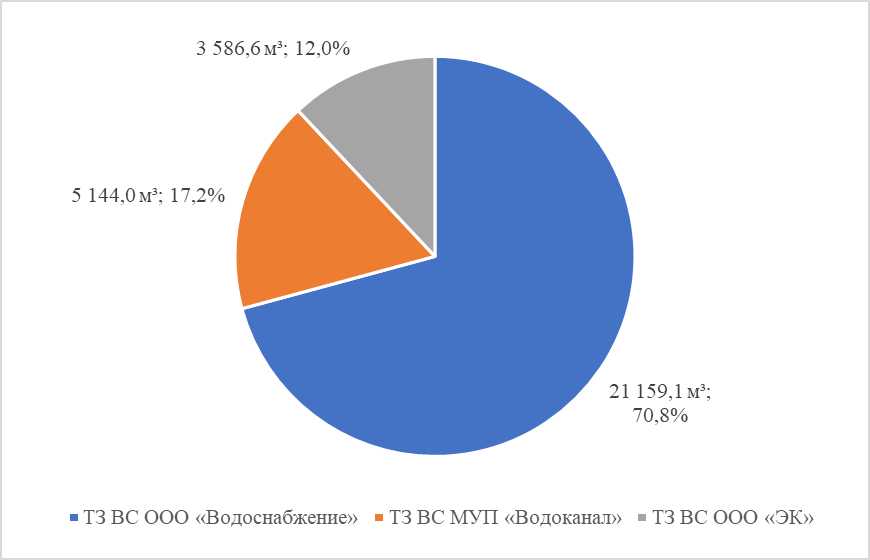 3 586,6 м³; 12,0%
5 144,0 м³; 17,2%
21 159,1 м³;
70,8%
ТЗ ВС ООО «Водоснабжение» ТЗ ВС МУП «Водоканал» ТЗ ВС ООО «ЭК»